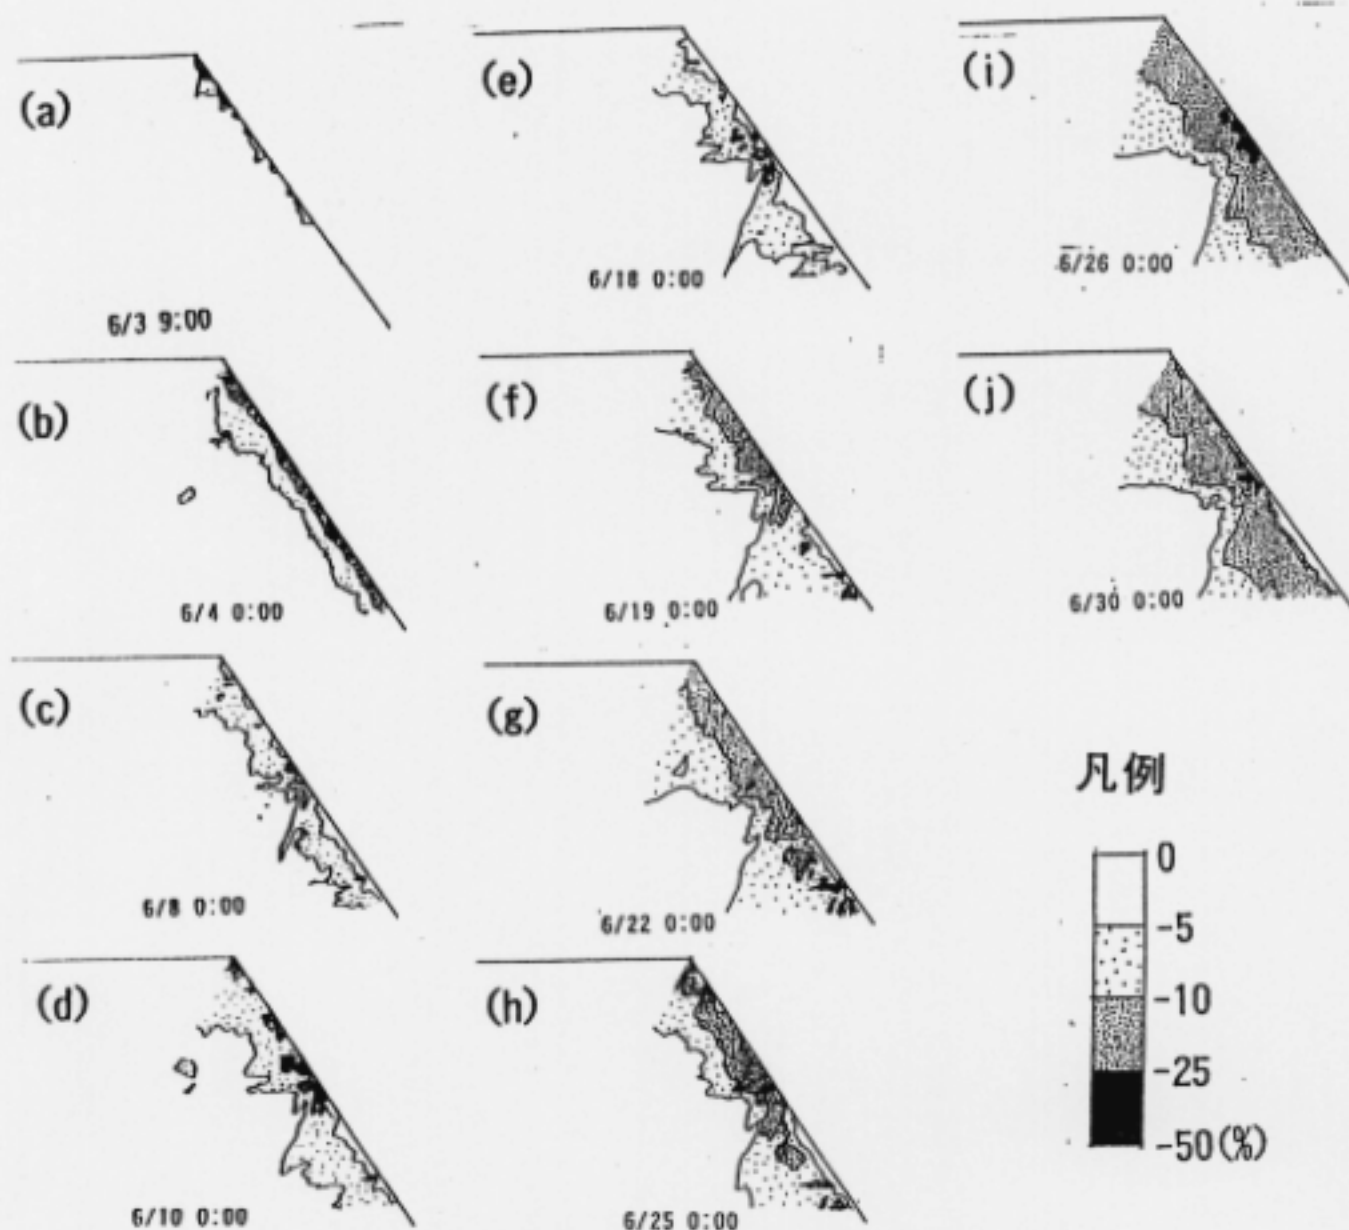 (a)
6/3 9:00
(b)
6/4 0:00
(c)
6/8 0:00
(d)
6/10 0:00
(e)
6/18 0:00
(f)
6/19 0:00
(g)
6/22 0:00
(h)
6/25 0:00
(i)
6/26 0:00
(j)
6/30 0:00
凡例
0
-5
-10
-25
-50(%)